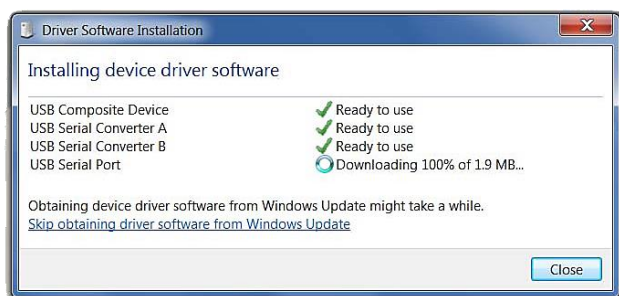 Driver Software Installation
Installing device driver software
USB Composite Device Ready to use
USB Serial Converter A Ready to use
USB Serial Converter B Ready to use
USB Serial Port Downloading 100% of 1.9 MB...
Obtaining device driver software from Windows Update might take a while.
Skip obtaining driver software from Windows Update
Close